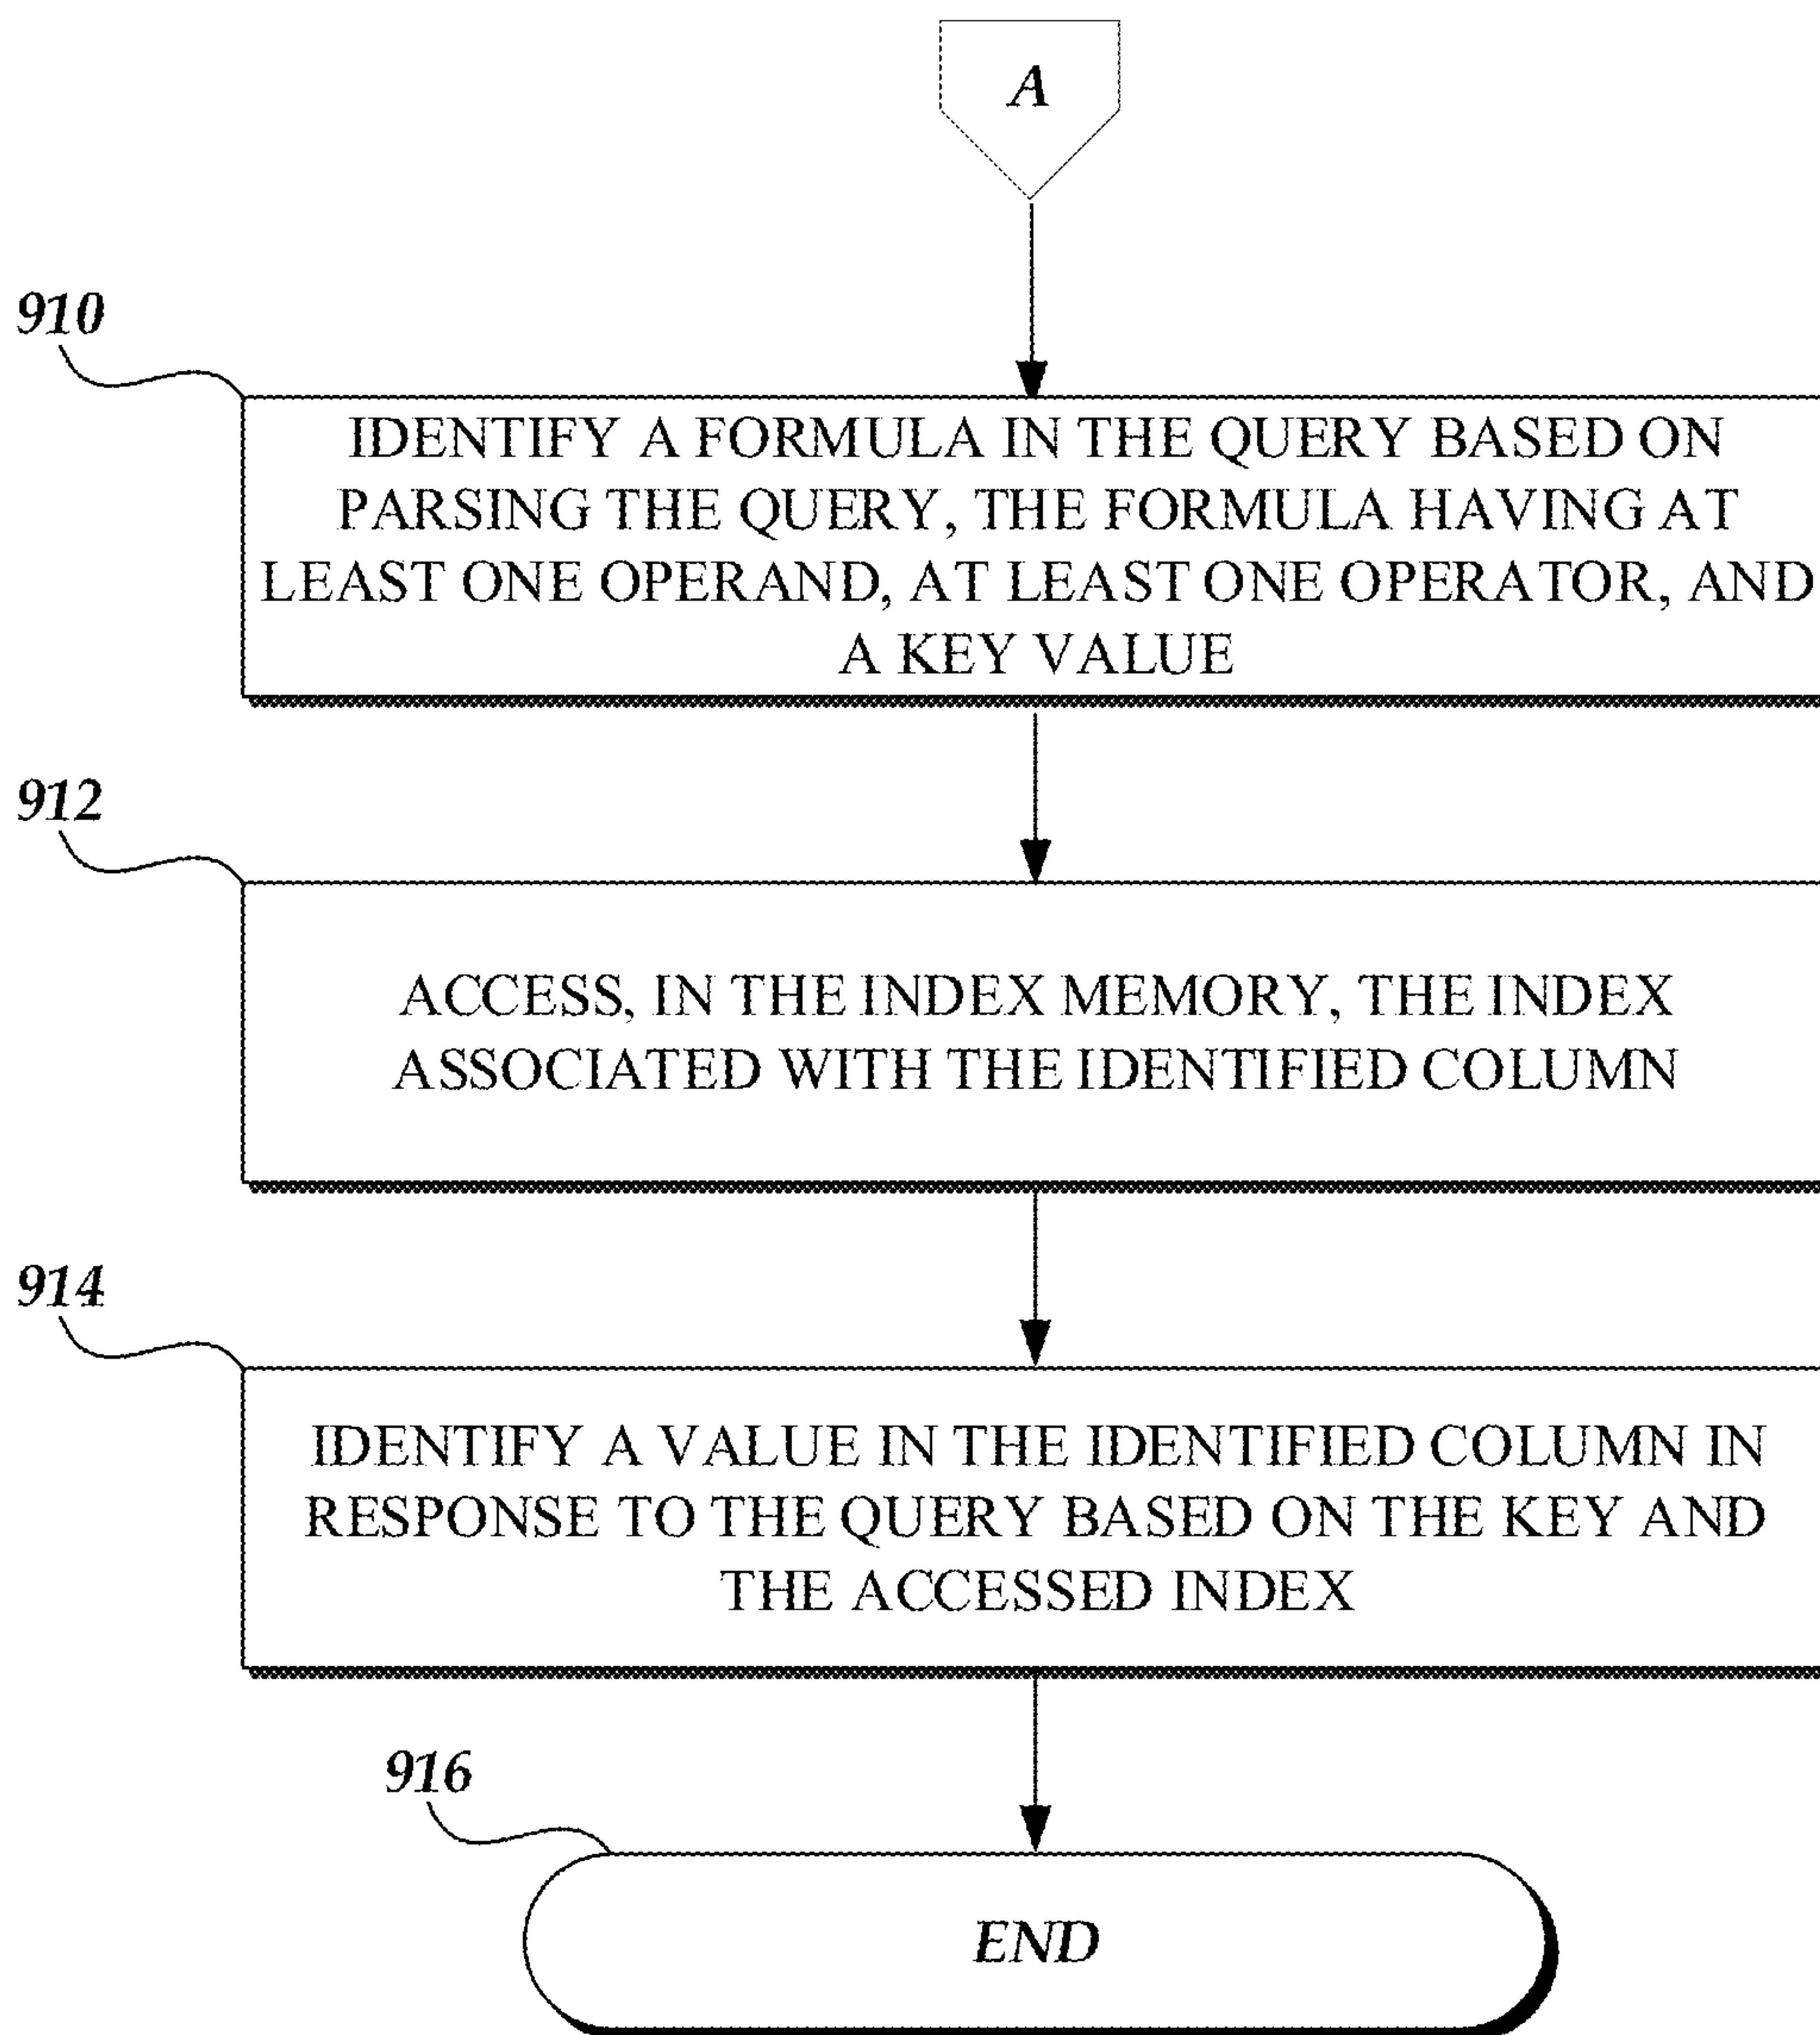 A
910
IDENTIFY A FORMULA IN THE QUERY BASED ON
PARSING THE QUERY, THE FORMULA HAVING AT
LEAST ONE OPERAND, AT LEAST ONE OPERATOR, AND
A KEY VALUE
912
ACCESS, IN THE INDEX MEMORY, THE INDEX
ASSOCIATED WITH THE IDENTIFIED COLUMN
914
IDENTIFY A VALUE IN THE IDENTIFIED COLUMN IN
RESPONSE TO THE QUERY BASED ON THE KEY AND
THE ACCESSED INDEX
916
END